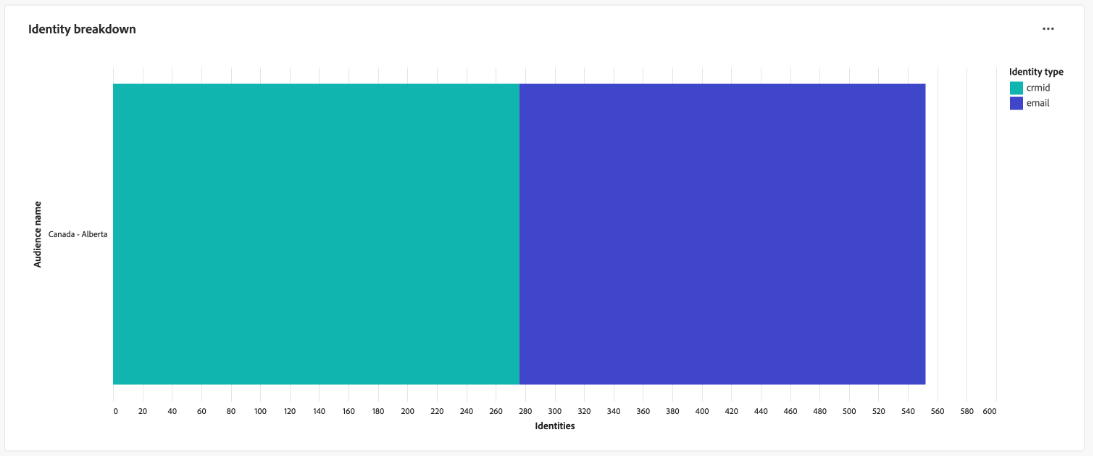 Identity breakdown
Identity type
crmid
email
Audience name
Canada - Alberta
0 20 40 60 80 100 120 140 160 180 200 220 240 260 280 300 320 340 360 380 400 420 440 460 480 500 520 540 560 580 600
Identities